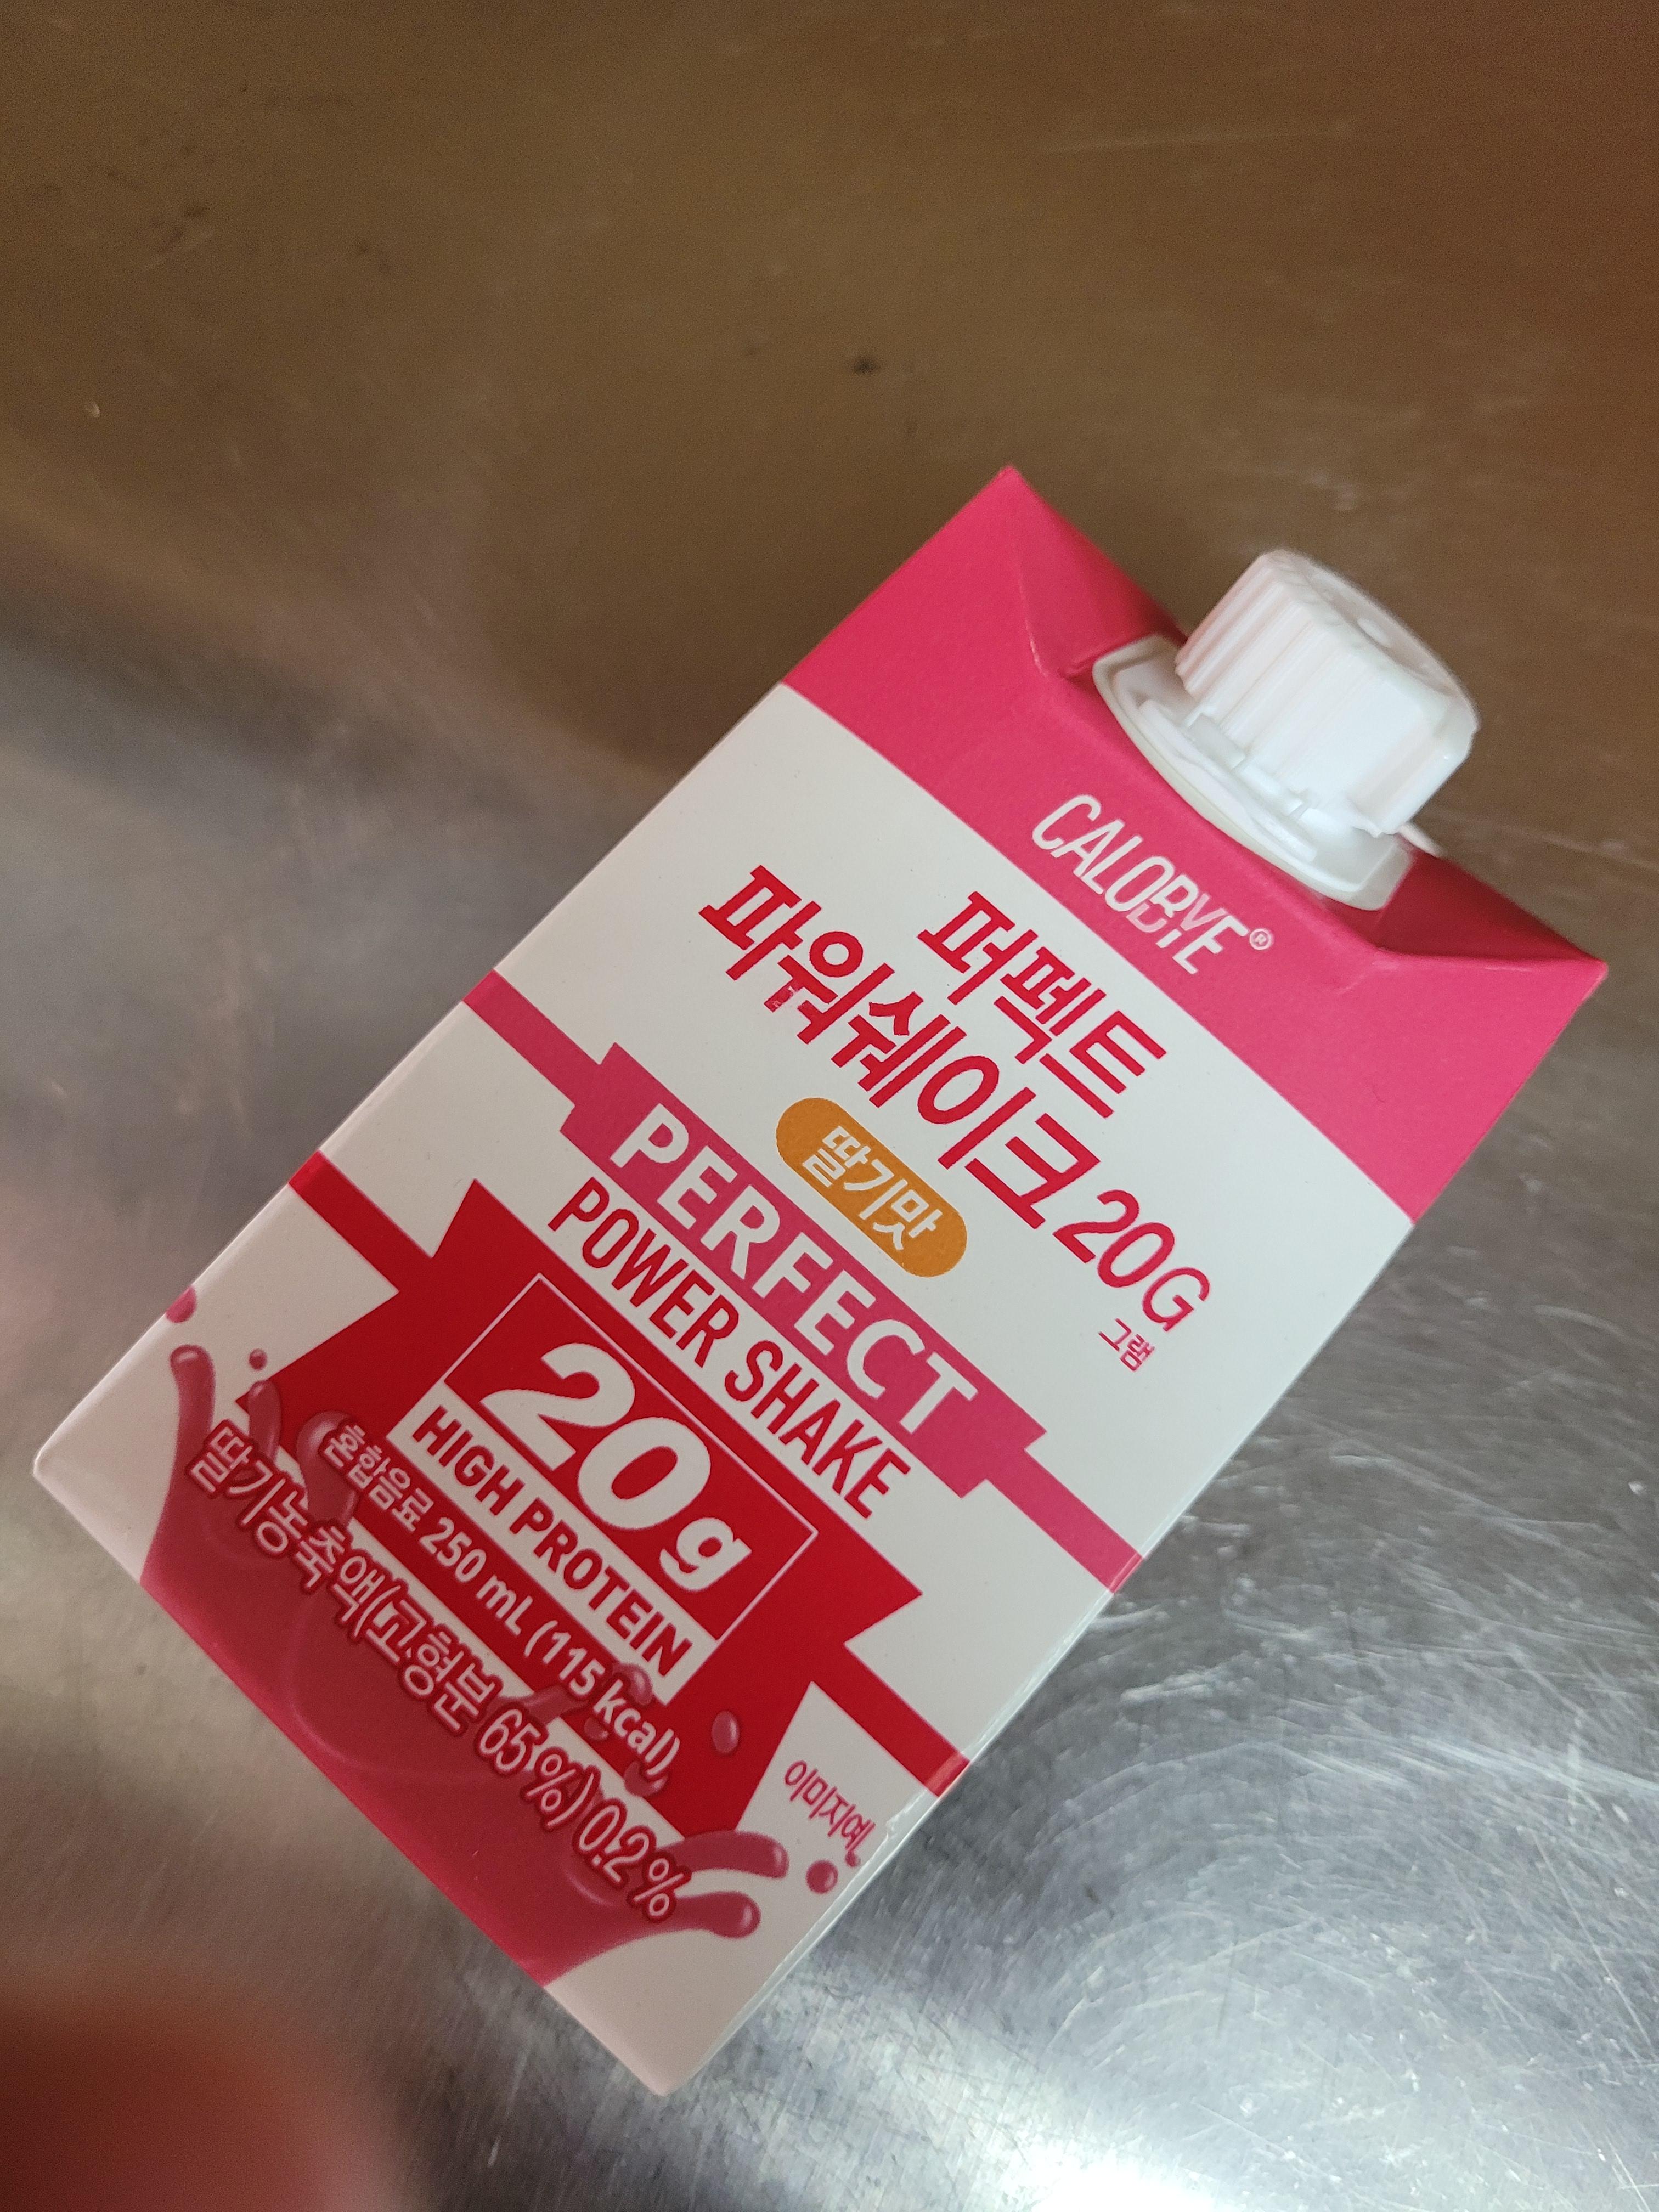 CALOBYE®
퍼펙트
파워쉐이크 20G
그램
딸기맛
PERFECT
POWER SHAKE
20g
HIGH PROTEIN
혼합음료 250 mL (115 kcal)
딸기농축액(고형분 65%) 0.2%
이미지예